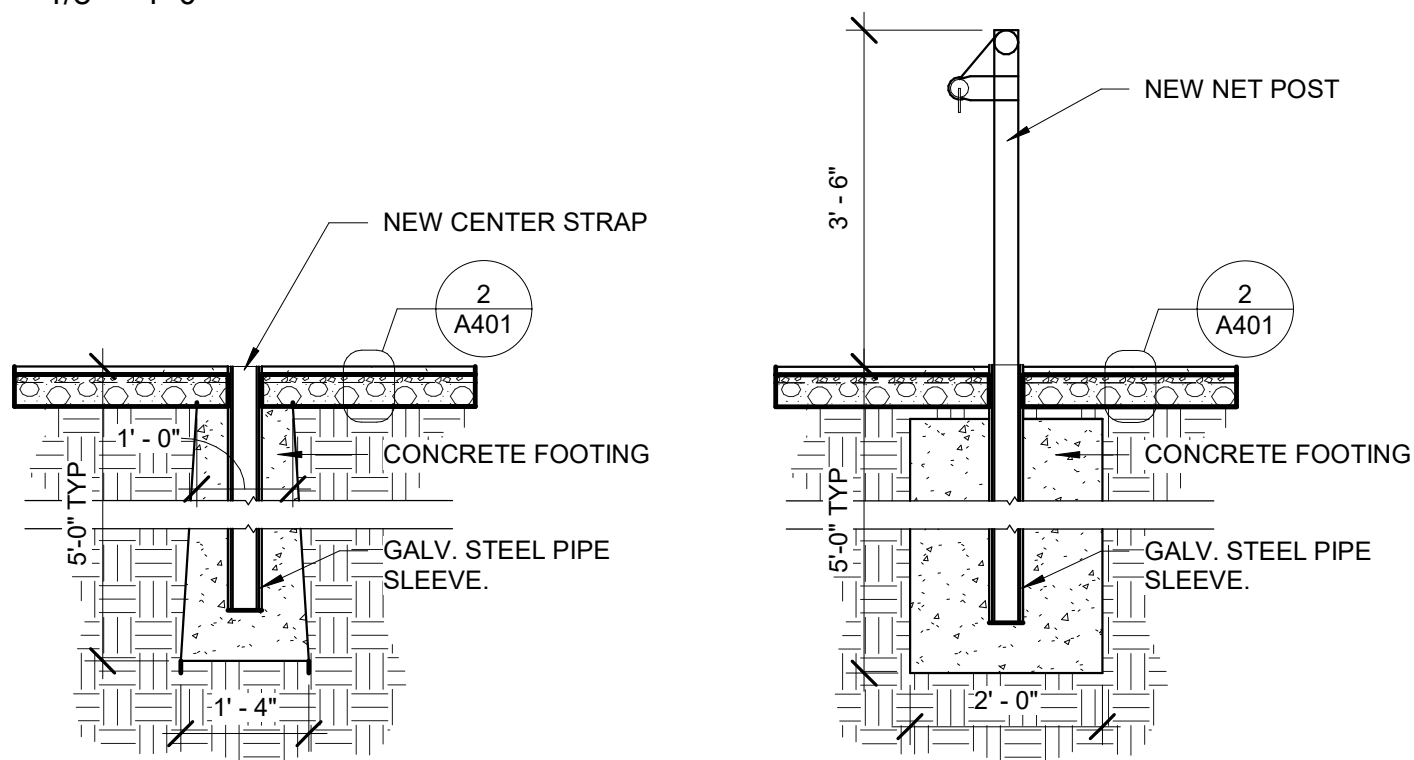 NEW NET POST
3' - 6"
NEW CENTER STRAP
2
A401
2
A401
1' - 0"
CONCRETE FOOTING
CONCRETE FOOTING
5'-0" TYP
5'-0" TYP
GALV. STEEL PIPE
SLEEVE.
GALV. STEEL PIPE
SLEEVE.
1' - 4"
2' - 0"